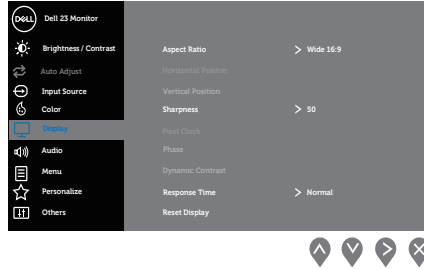 DELL Dell 23 Monitor
Brightness / Contrast Aspect Ratio Wide 16:9
Auto Adjust Horizontal Position
Input Source Vertical Position
Color Sharpness 50
Display Pixel Clock
Audio Phase
Menu Dynamic Contrast
Personalize Response Time Normal
Others Reset Display